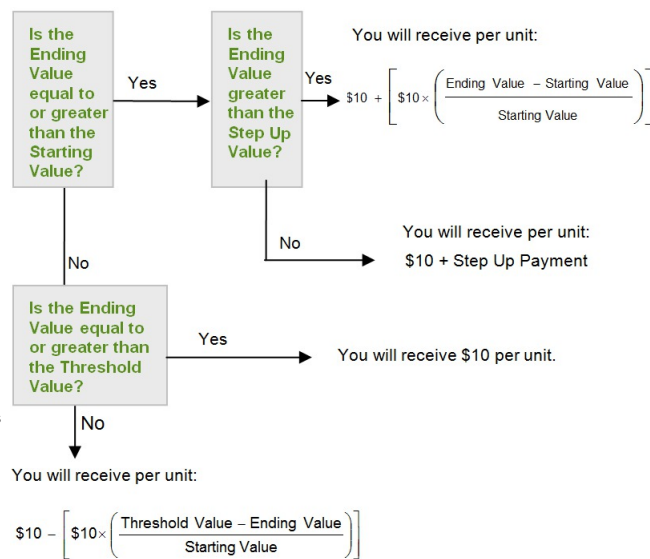 Is the
Ending
Value
equal to
or greater
than the
Starting
Value?
Yes
Is the
Ending
Value
greater
than the
Step Up
Value?
Yes
You will receive per unit:
$10 + [ $10 × ( Ending Value – Starting Value
Starting Value ) ]
No
You will receive per unit:
$10 + Step Up Payment
No
Is the Ending
Value equal to
or greater than
the Threshold
Value?
Yes
You will receive $10 per unit.
No
You will receive per unit:
$10 – [ $10× ( Threshold Value – Ending Value
Starting Value ) ]